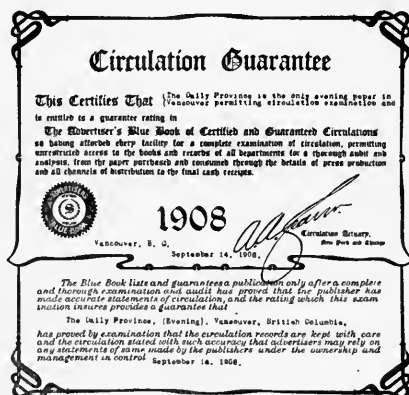 Circulation Guarantee
This Certifies That {The Daily Province is the only evening paper in
Vancouver permitting circulation examination and
is entitled to a guarantee rating in
The Advertiser's Blue Book of Certified and Guaranteed Circulations
as having afforded every facility for a complete examination of circulation, permitting
unrestricted access to the books and records of all departments for a thorough audit and
analysis, from the paper purchased and consumed through the details of press production
and all channels of distribution to the final cash receipts.
1908
Vancouver, B. C.
September 14, 1908.
Circulation Actuary,
New York and Chicago
The Blue Book lists and guarantees a publication only after a complete
and thorough examination and audit has proved that the publisher has
made accurate statements of circulation, and the rating which this exam
ination insures provides a guarantee that
The Daily Province, (Evening), Vancouver, British Columbia,
has proved by examination that the circulation records are kept with care
and the circulation stated with such accuracy that advertisers may rely on
any statements of same made by the publishers under the ownership and
management in control September 14, 1908.